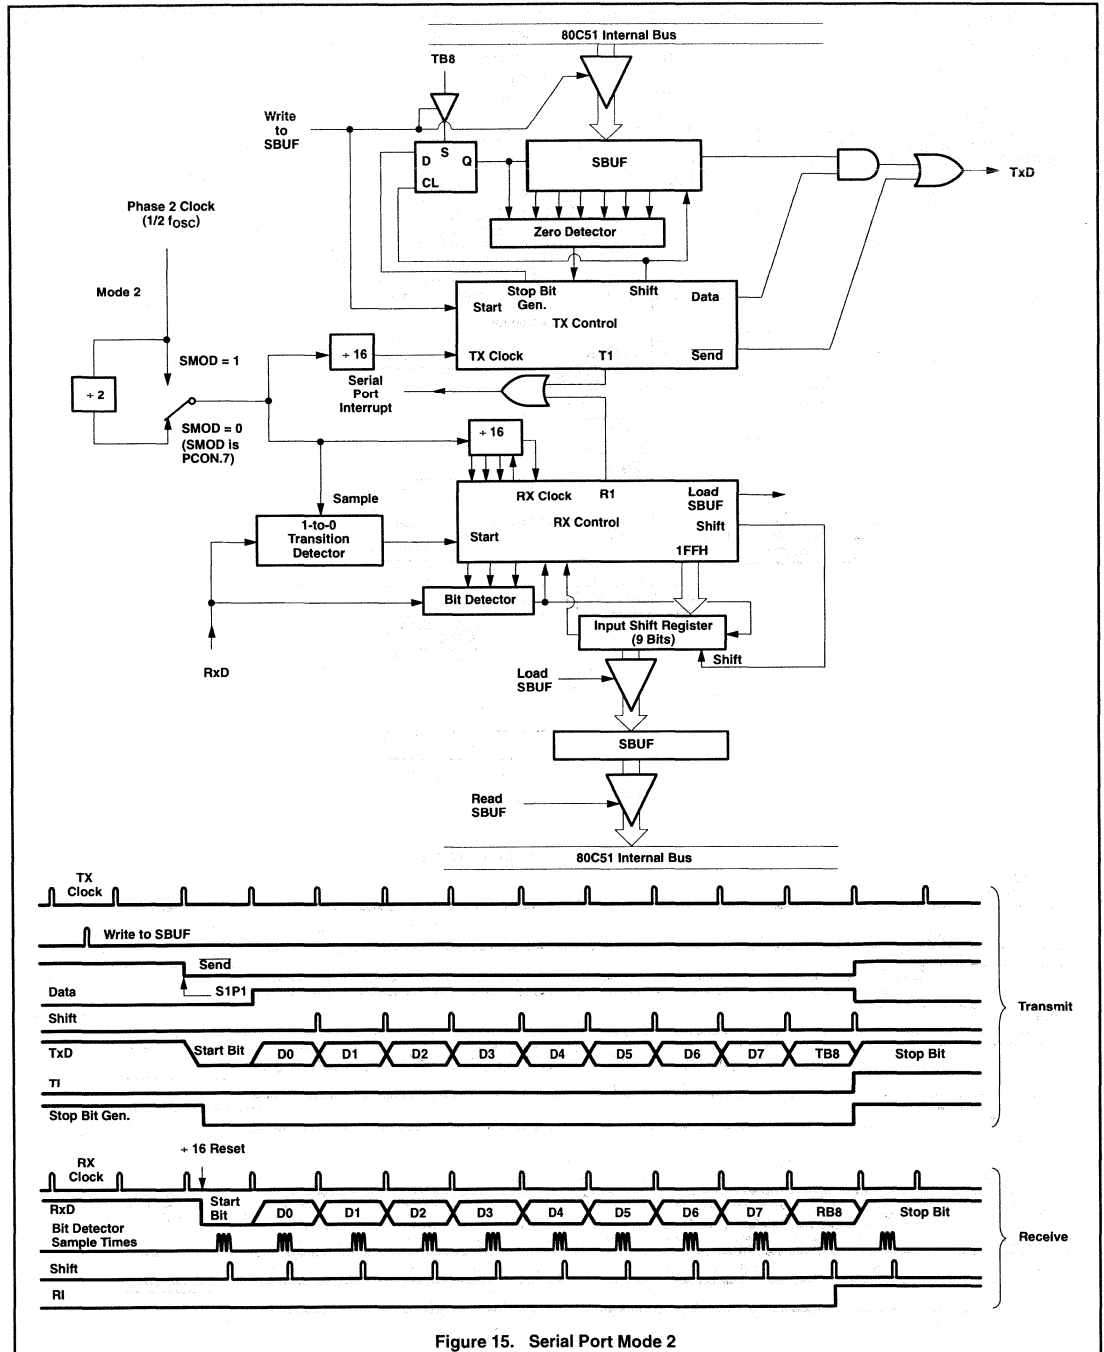 80C51 Internal Bus
TB8
Write
to
SBUF
S
D
Q
CL
SBUF
TxD
Phase 2 Clock
(1/2 fOSC)
Zero Detector
Mode 2
Stop Bit
Gen.
Shift
Data
Start
TX Control
SMOD = 1
÷ 16
TX Clock
T1
Send
÷ 2
Serial
Port
Interrupt
SMOD = 0
(SMOD is
PCON.7)
÷ 16
Sample
RX Clock
R1
Load
SBUF
RX Control
Shift
1-to-0
Transition
Detector
Start
1FFH
Bit Detector
Input Shift Register
(9 Bits)
Shift
RxD
Load
SBUF
SBUF
Read
SBUF
80C51 Internal Bus
TX
Clock
Write to SBUF
Send
Data
S1P1
Shift
Transmit
TxD
Start Bit
D0
D1
D2
D3
D4
D5
D6
D7
TB8
Stop Bit
TI
Stop Bit Gen.
÷ 16 Reset
RX
Clock
RxD
Start
Bit
D0
D1
D2
D3
D4
D5
D6
D7
RB8
Stop Bit
Bit Detector
Sample Times
Receive
Shift
RI
Figure 15. Serial Port Mode 2